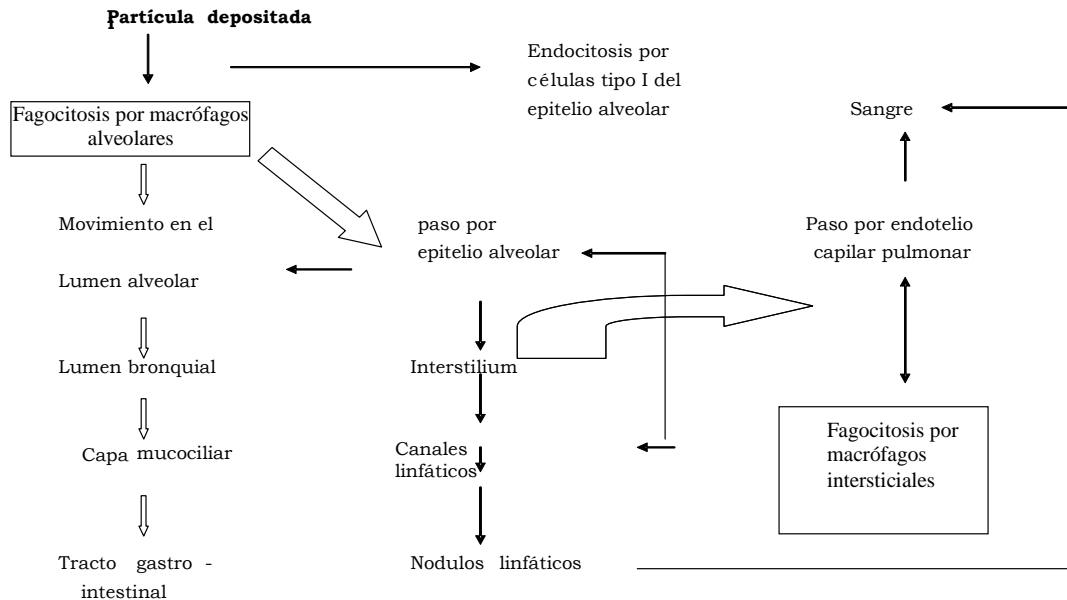 Partícula depositada
Endocitosis por
células tipo I del
epitelio alveolar
Sangre
Fagocitosis por macrófagos
alveolares
Movimiento en el
Lumen alveolar
paso por
epitelio alveolar
Paso por endotelio
capilar pulmonar
Lumen bronquial
Interstilium
Capa mucociliar
Canales
linfáticos
Fagocitosis por
macrófagos
intersticiales
Tracto gastro -
intestinal
Nodulos linfáticos